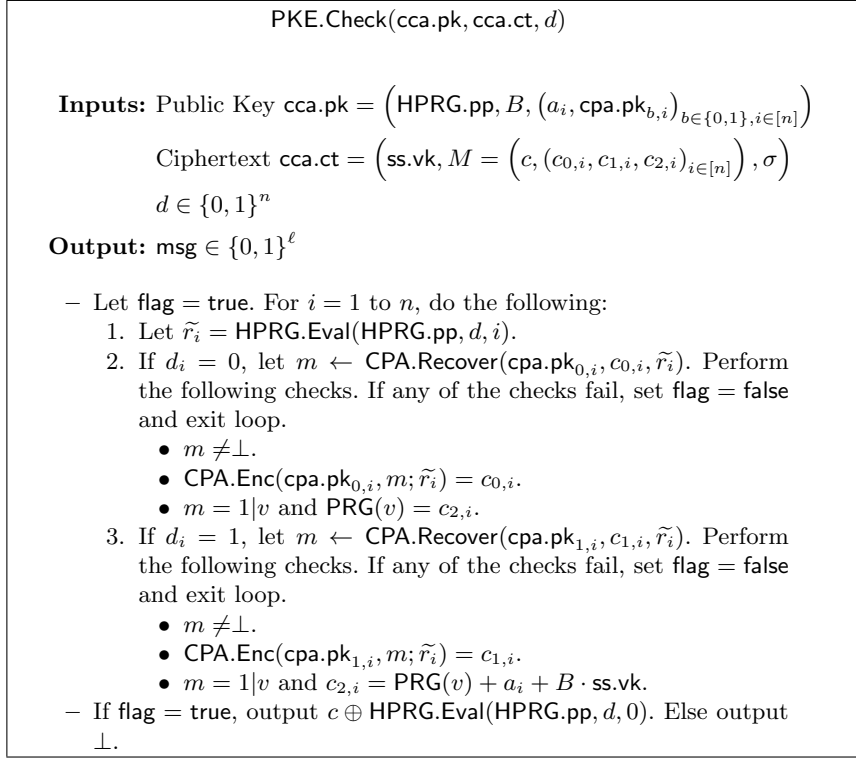 PKE.Check(cca.pk, cca.ct, d)
Inputs: Public Key cca.pk = (HPRG.pp, B, (a_i, cpa.pk_{b,i})_{b∈{0,1},i∈[n]})
Ciphertext cca.ct = (ss.vk, M = (c, (c_{0,i}, c_{1,i}, c_{2,i})_{i∈[n]}), σ)
d ∈ {0, 1}^n
Output: msg ∈ {0, 1}^ℓ
– Let flag = true. For i = 1 to n, do the following:
1. Let r̃_i = HPRG.Eval(HPRG.pp, d, i).
2. If d_i = 0, let m ← CPA.Recover(cpa.pk_{0,i}, c_{0,i}, r̃_i). Perform
the following checks. If any of the checks fail, set flag = false
and exit loop.
• m ≠⊥.
• CPA.Enc(cpa.pk_{0,i}, m; r̃_i) = c_{0,i}.
• m = 1|v and PRG(v) = c_{2,i}.
3. If d_i = 1, let m ← CPA.Recover(cpa.pk_{1,i}, c_{1,i}, r̃_i). Perform
the following checks. If any of the checks fail, set flag = false
and exit loop.
• m ≠⊥.
• CPA.Enc(cpa.pk_{1,i}, m; r̃_i) = c_{1,i}.
• m = 1|v and c_{2,i} = PRG(v) + a_i + B · ss.vk.
– If flag = true, output c ⊕ HPRG.Eval(HPRG.pp, d, 0). Else output
⊥.